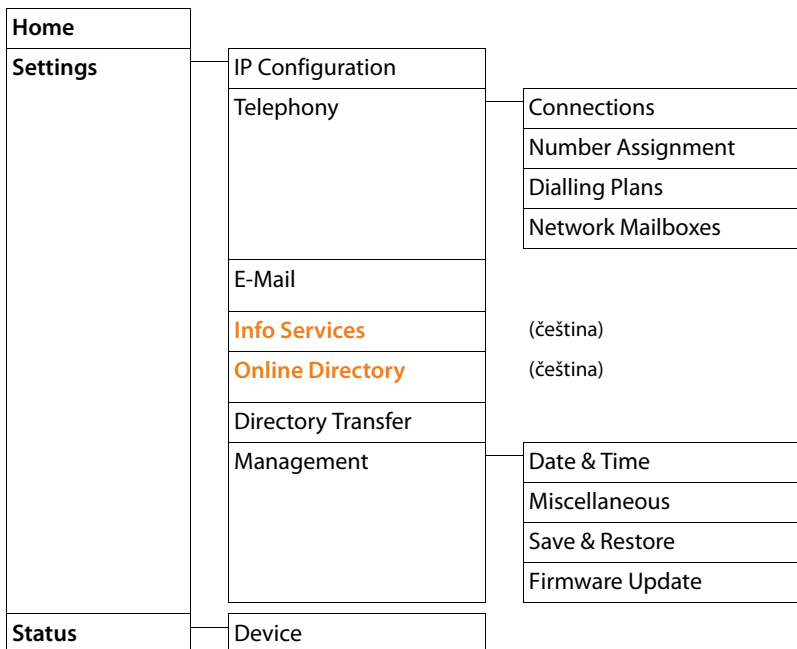 Home
Settings
IP Configuration
Telephony
Connections
Number Assignment
Dialling Plans
Network Mailboxes
E-Mail
Info Services (čeština)
Online Directory (čeština)
Directory Transfer
Management
Date & Time
Miscellaneous
Save & Restore
Firmware Update
Status
Device